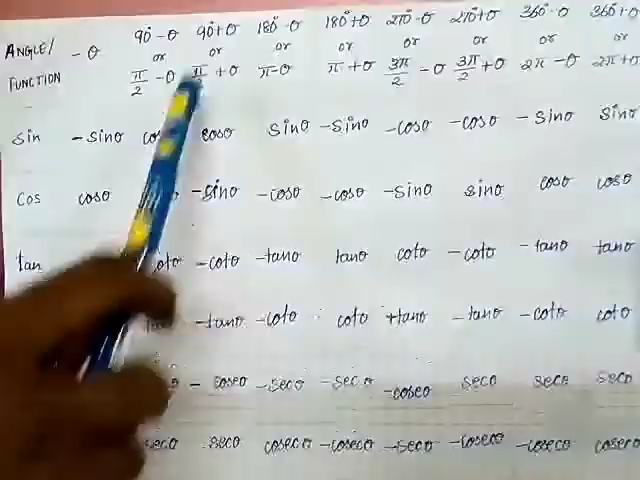 90° - θ 90° + θ 180° - θ 180° + θ 270° - θ 270° + θ 360° - θ 360° + θ
ANGLE/ - θ or or or or or or or or
FUNCTION π/2 - θ π/2 + θ π - θ π + θ 3π/2 - θ 3π/2 + θ 2π - θ 2π + θ
sin - sinθ cosθ sinθ - sinθ - cosθ - cosθ - sinθ sinθ
cos cosθ - sinθ - cosθ - cosθ - sinθ sinθ cosθ cosθ
tan cotθ - cotθ - tanθ tanθ cotθ - cotθ - tanθ tanθ
- tanθ - cotθ cotθ + tanθ - tanθ - cotθ cotθ
- cosecθ - secθ - secθ - cosecθ secθ secθ
secθ secθ cosecθ - cosecθ - secθ - cosecθ - cosecθ cosecθ